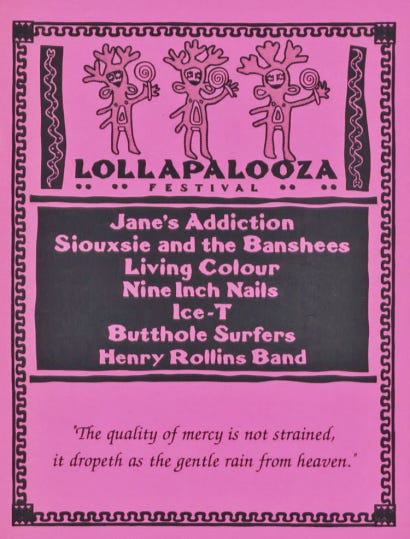 LOLLAPALOOZA
FESTIVAL
Jane's Addiction
Siouxsie and the Banshees
Living Colour
Nine Inch Nails
Ice-T
Butthole Surfers
Henry Rollins Band
"The quality of mercy is not strained,
it dropeth as the gentle rain from heaven."